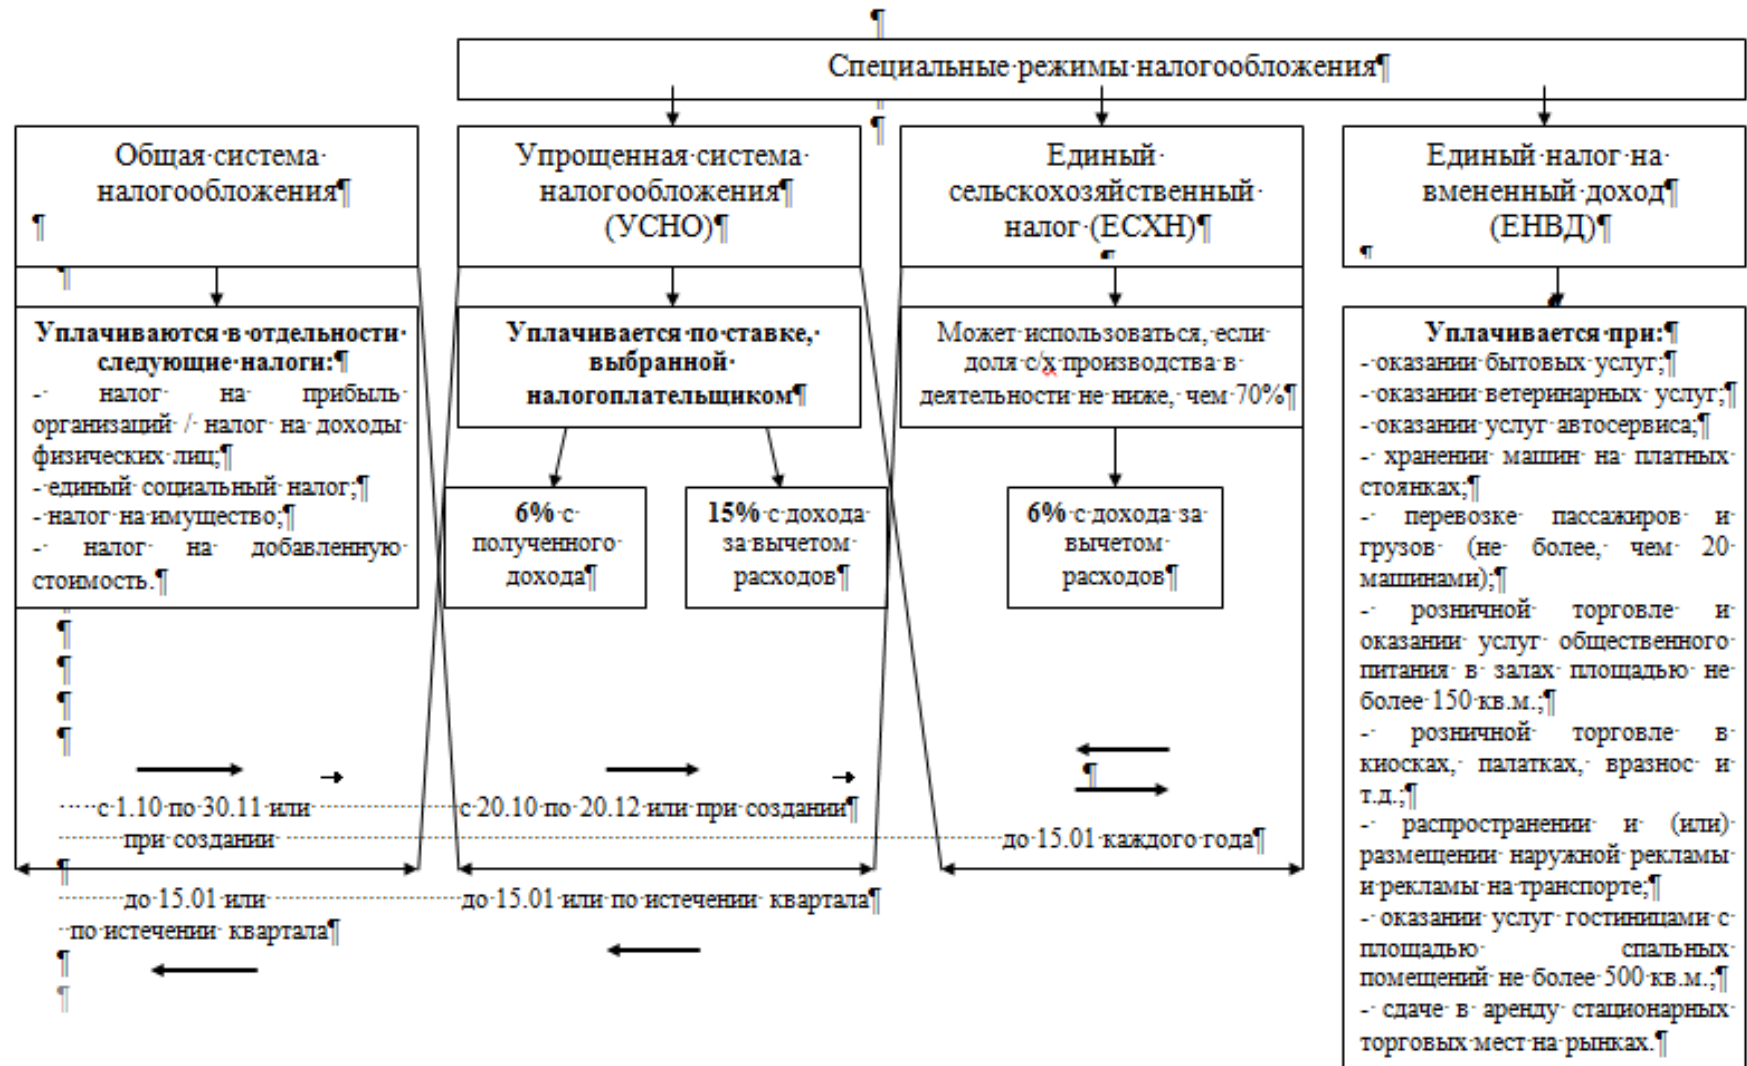 Специальные режимы налогообложения¶
Общая система
налогообложения¶
¶
Упрощенная система
налогообложения¶
(УСНО)¶
Единый
сельскохозяйственный
налог (ЕСХН)¶
¶
Единый налог на
вмененный доход¶
(ЕНВД)¶
¶
Уплачиваются в отдельности
следующие налоги:¶
- налог на прибыль
организаций / налог на доходы
физических лиц;¶
- единый социальный налог;¶
- налог на имущество;¶
- налог на добавленную
стоимость.¶
Уплачивается по ставке,
выбранной
налогоплательщиком¶
6% с
полученного
дохода¶
15% с дохода
за вычетом
расходов¶
Может использоваться, если
доля с/х производства в
деятельности не ниже, чем 70%¶
6% с дохода за
вычетом
расходов¶
Уплачивается при:¶
- оказании бытовых услуг;¶
- оказании ветеринарных услуг;¶
- оказании услуг автосервиса;¶
- хранении машин на платных
стоянках;¶
- перевозке пассажиров и
грузов (не более, чем 20
машинами);¶
- розничной торговле и
оказании услуг общественного
питания в залах площадью не
более 150 кв.м.;¶
- розничной торговле в
киосках, палатках, вразнос и
т.д.;¶
- распространении и (или)
размещении наружной рекламы
и рекламы на транспорте;¶
- оказании услуг гостиницами с
площадью спальных
помещений не более 500 кв.м.;¶
- сдаче в аренду стационарных
торговых мест на рынках.¶
с 1.10 по 30.11 или с 20.10 по 20.12 или при создании¶
при создании до 15.01 каждого года¶
до 15.01 или до 15.01 или по истечении квартала¶
по истечении квартала¶